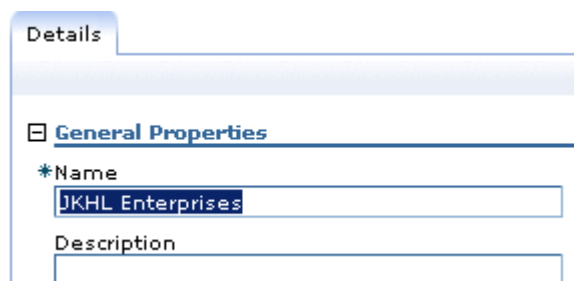 Details
General Properties
*Name
JKHL Enterprises
Description